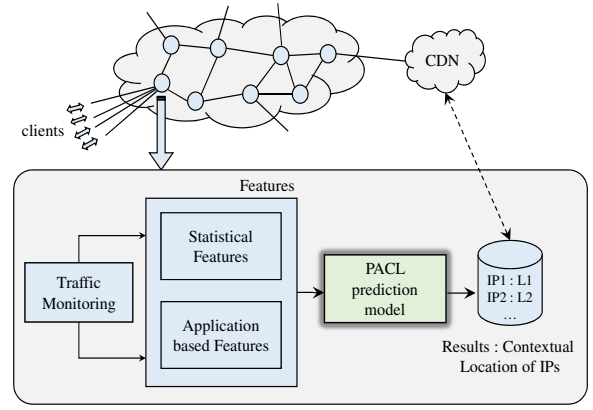 CDN
clients
Features
Statistical
Features
Traffic
Monitoring
Application
based Features
PACL
prediction
model
IP1 : L1
IP2 : L2
...
Results : Contextual
Location of IPs